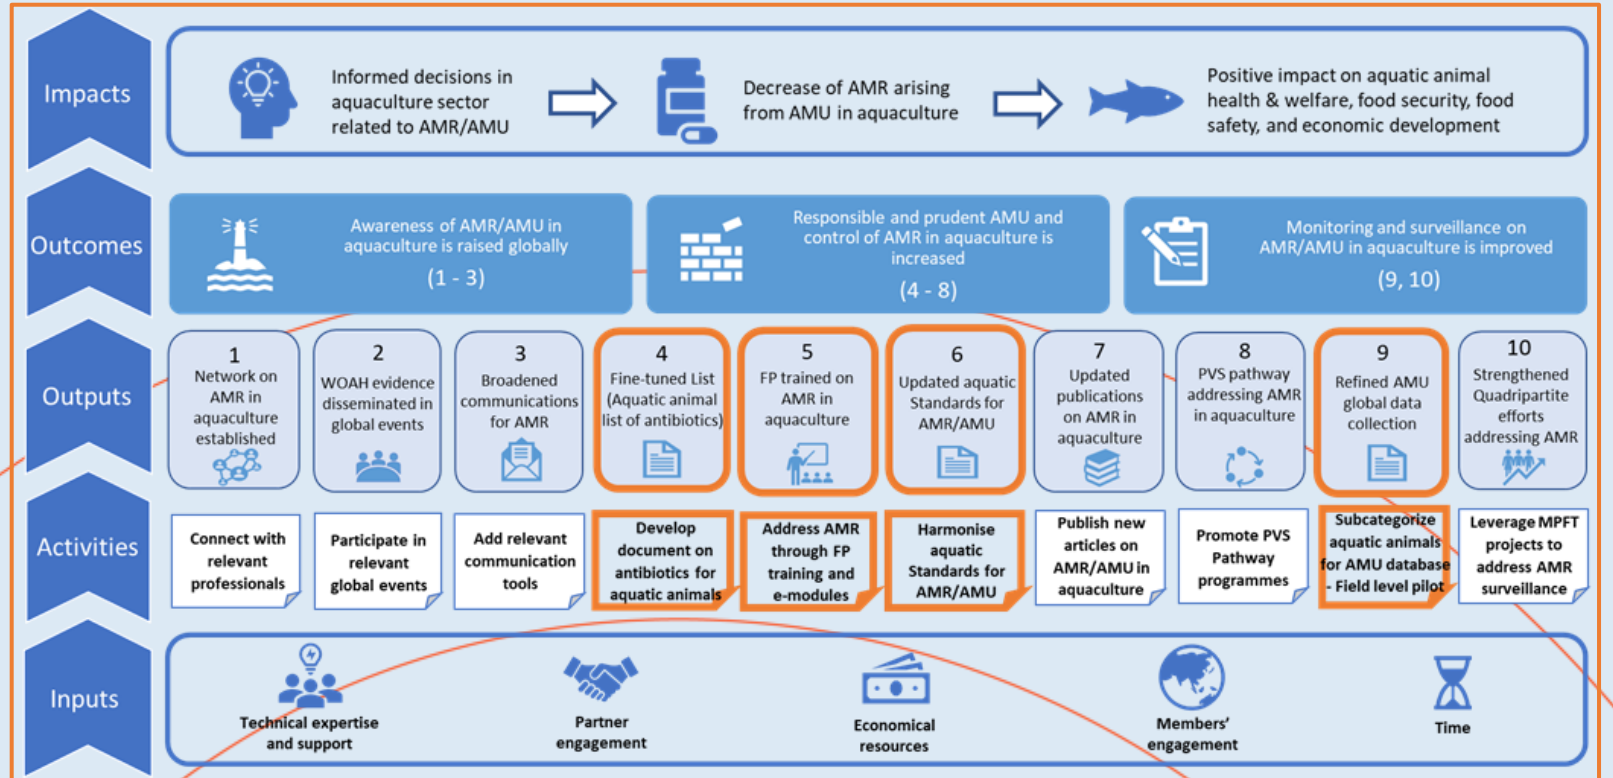 Impacts
Informed decisions in
aquaculture sector
related to AMR/AMU
Decrease of AMR arising
from AMU in aquaculture
Positive impact on aquatic animal
health & welfare, food security, food
safety, and economic development
Outcomes
Awareness of AMR/AMU in
aquaculture is raised globally
(1 - 3)
Responsible and prudent AMU and
control of AMR in aquaculture is
increased
(4 - 8)
Monitoring and surveillance on
AMR/AMU in aquaculture is improved
(9, 10)
Outputs
1
Network on
AMR in
aquaculture
established
2
WOAH evidence
disseminated in
global events
3
Broadened
communications
for AMR
4
Fine-tuned List
(Aquatic animal
list of antibiotics)
5
FP trained on
AMR in
aquaculture
6
Updated aquatic
Standards for
AMR/AMU
7
Updated
publications
on AMR in
aquaculture
8
PVS pathway
addressing AMR
in aquaculture
9
Refined AMU
global data
collection
10
Strengthened
Quadripartite
efforts
addressing AMR
Activities
Connect with
relevant
professionals
Participate in
relevant
global events
Add relevant
communication
tools
Develop
document on
antibiotics for
aquatic animals
Address AMR
through FP
training and
e-modules
Harmonise
aquatic
Standards for
AMR/AMU
Publish new
articles on
AMR/AMU in
aquaculture
Promote PVS
Pathway
programmes
Subcategorize
aquatic animals
for AMU database
- Field level pilot
Leverage MPFT
projects to
address AMR
surveillance
Inputs
Technical expertise
and support
Partner
engagement
Economical
resources
Members'
engagement
Time